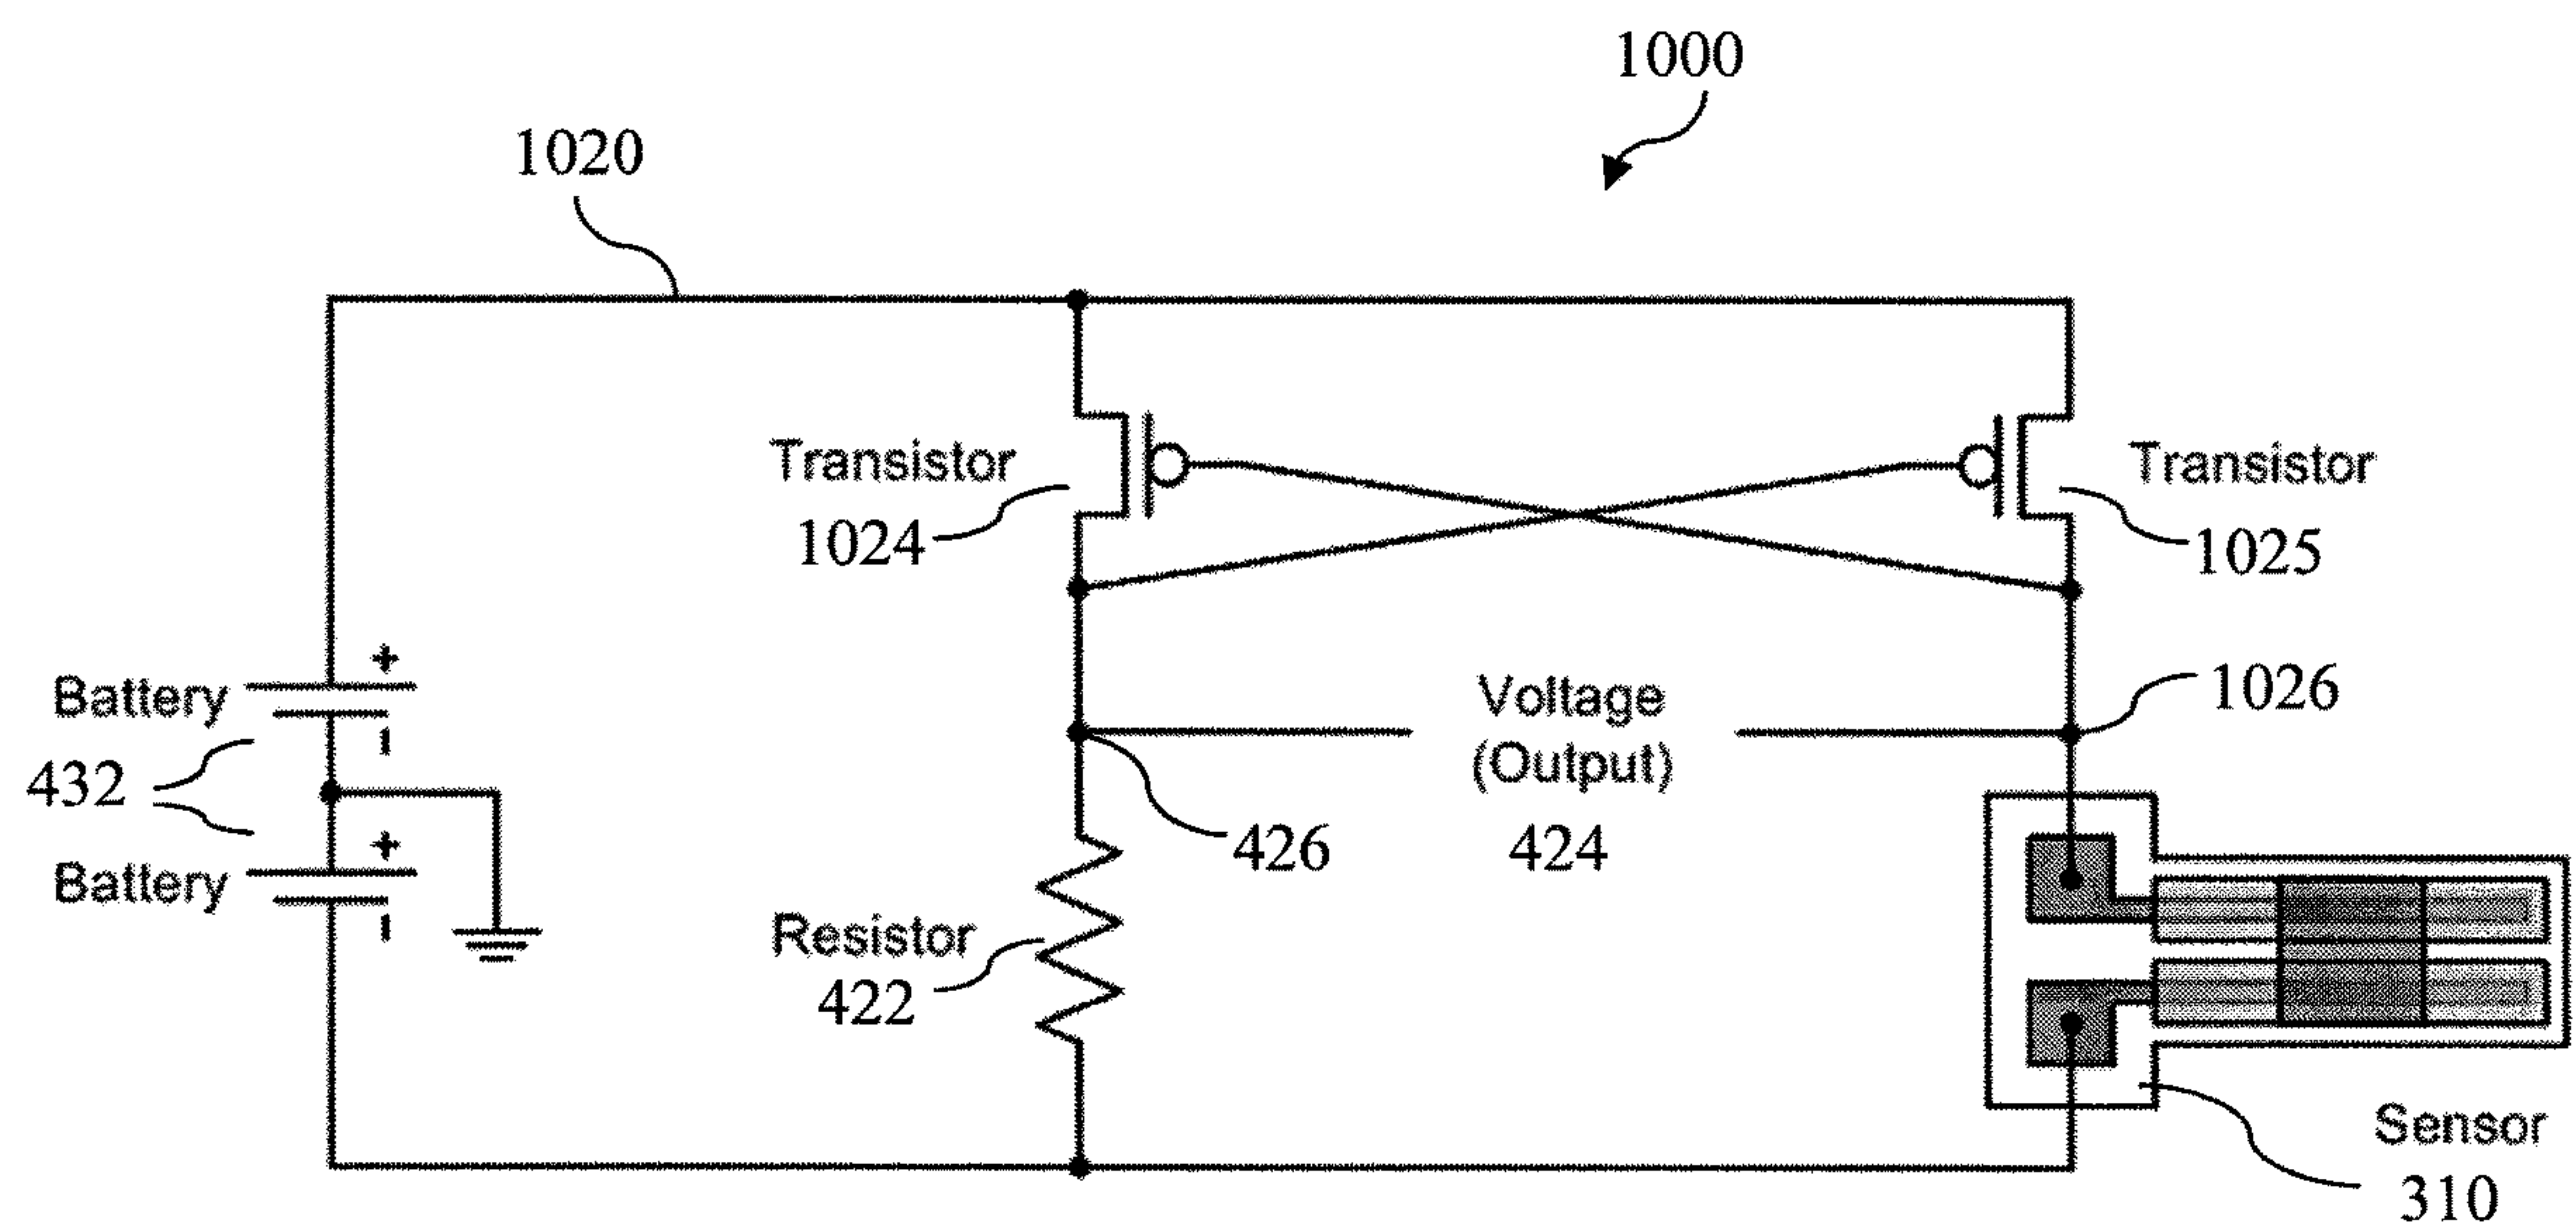 1000
1020
Transistor
1024
Transistor
1025
+
Battery
-
432
+
Battery
-
Voltage
(Output)
424
1026
426
Resistor
422
Sensor
310